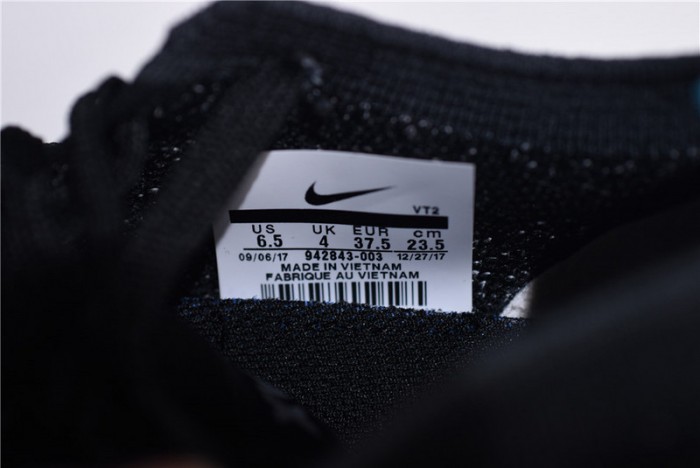 VT2
US UK EUR cm
6.5 4 37.5 23.5
09/06/17 942843-003 12/27/17
MADE IN VIETNAM
FABRIQUE AU VIETNAM